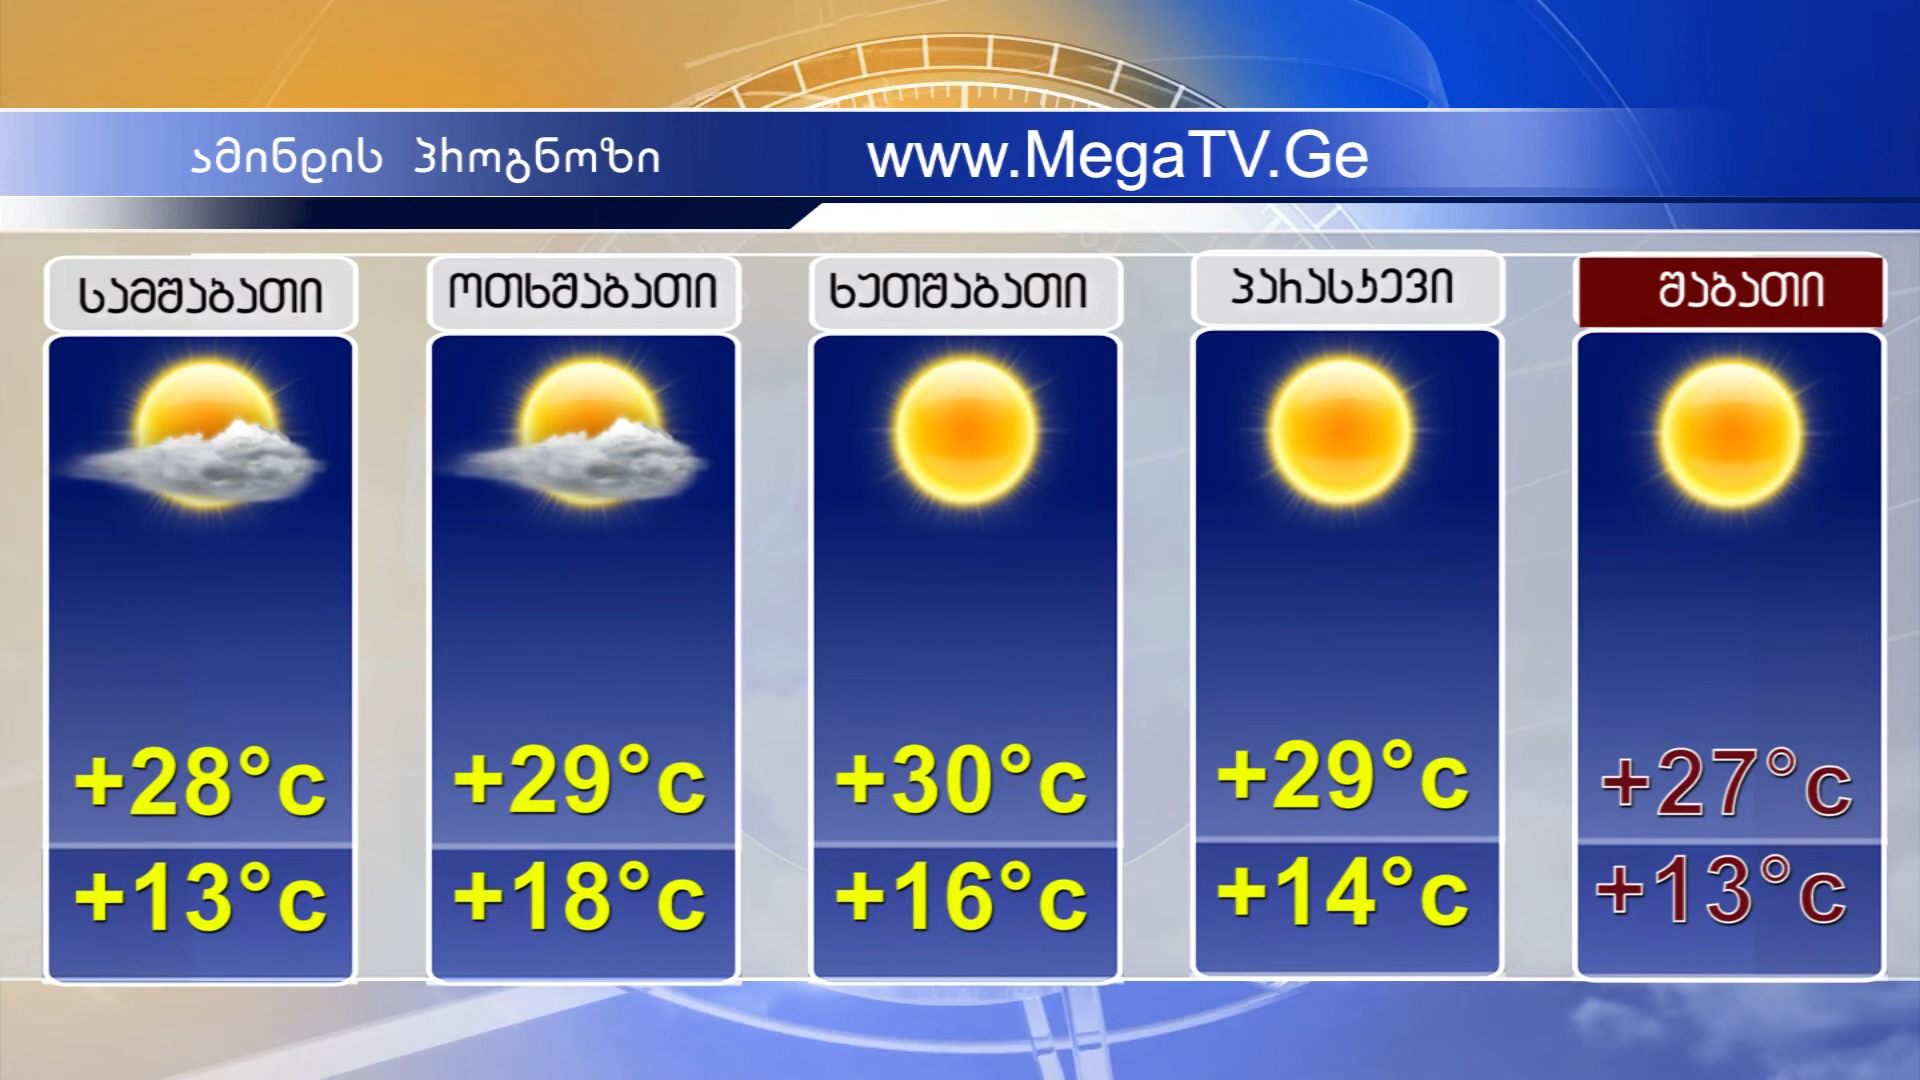 ამინდის პროგნოზი
www.MegaTV.Ge
სამშაბათი
+28°c
+13°c
ოთხშაბათი
+29°c
+18°c
ხუთშაბათი
+30°c
+16°c
პარასკევი
+29°c
+14°c
შაბათი
+27°c
+13°c